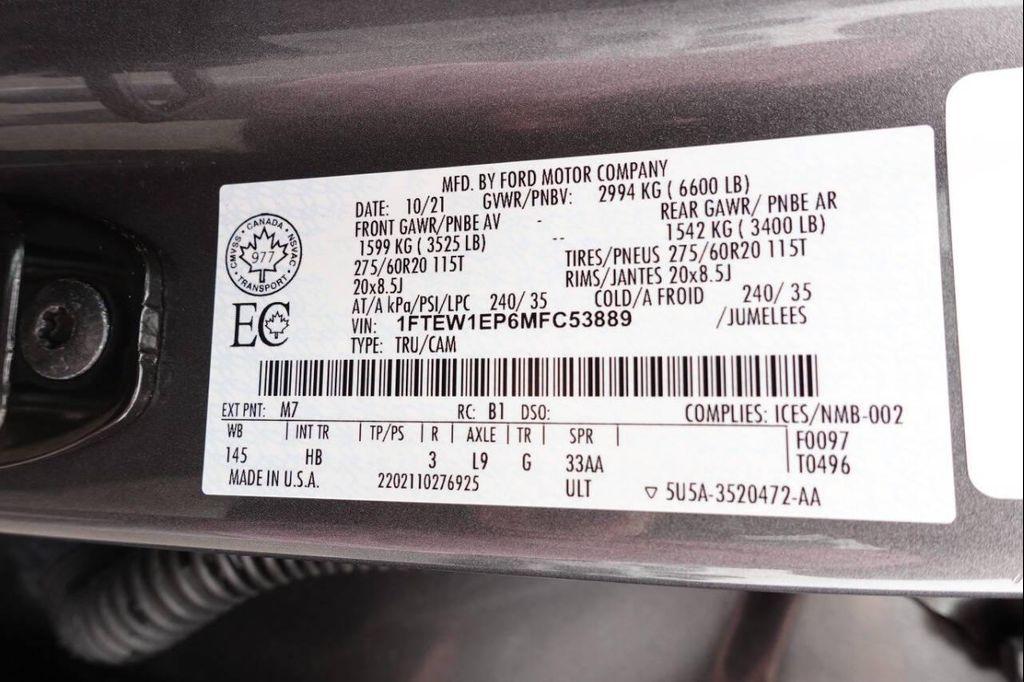 MFD. BY FORD MOTOR COMPANY
DATE: 10/21 GVWR/PNBV: 2994 KG ( 6600 LB)
FRONT GAWR/PNBE AV - REAR GAWR/ PNBE AR
1599 KG ( 3525 LB) -- 1542 KG ( 3400 LB)
275/60R20 115T TIRES/PNEUS 275/60R20 115T
20x8.5J RIMS/JANTES 20x8.5J
AT/A kPa/PSI/LPC 240/ 35 COLD/A FROID 240/ 35
VIN: 1FTEW1EP6MFC53889 /JUMELEES
TYPE: TRU/CAM
CMVSS • CANADA • NSVAC • TRANSPORT •
977
EC
EXT PNT: M7 RC: B1 DSO: COMPLIES: ICES/NMB-002
WB | INT TR | TP/PS | R | AXLE | TR | SPR | F0097
145 HB 3 L9 G 33AA T0496
MADE IN U.S.A. 2202110276925 ULT ▽ 5U5A-3520472-AA